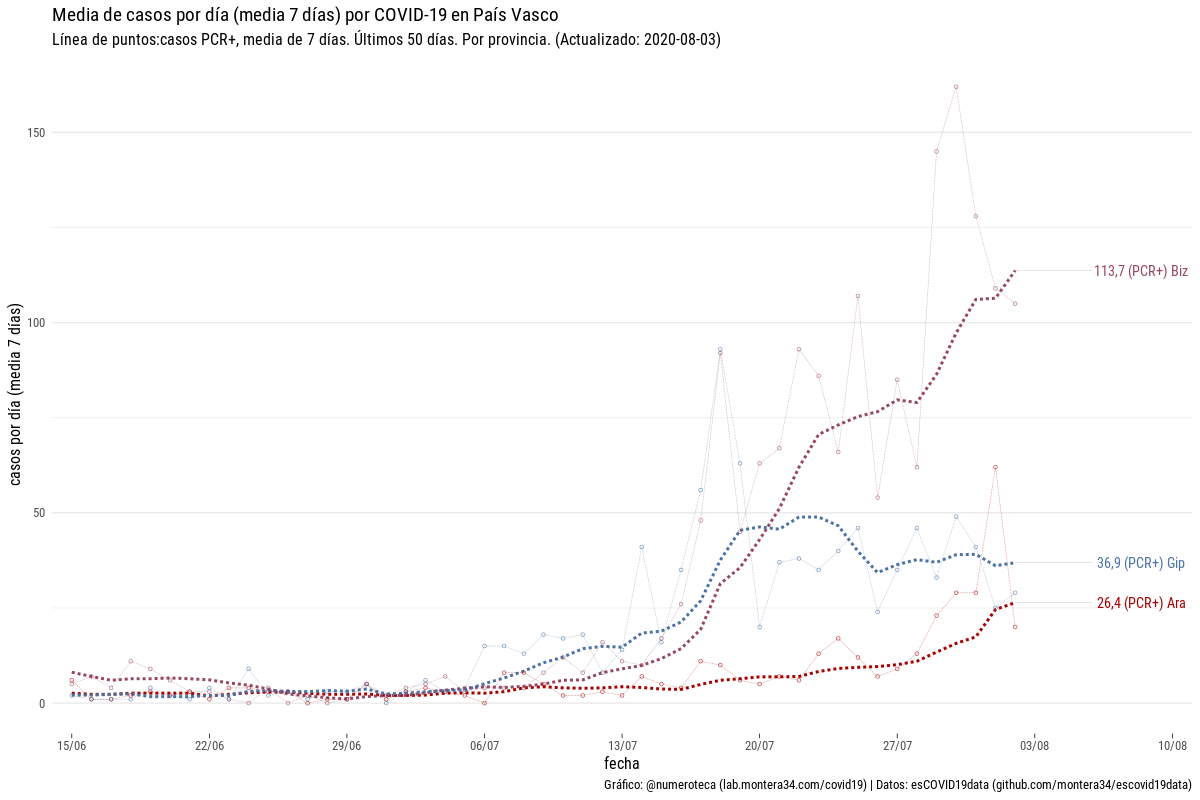 Media de casos por día (media 7 días) por COVID-19 en País Vasco
Línea de puntos:casos PCR+, media de 7 días. Últimos 50 días. Por provincia. (Actualizado: 2020-08-03)
casos por día (media 7 días)
150
100
50
0
113,7 (PCR+) Biz
36,9 (PCR+) Gip
26,4 (PCR+) Ara
15/06 22/06 29/06 06/07 13/07 20/07 27/07 03/08 10/08
fecha
Gráfico: @numeroteca (lab.montera34.com/covid19) | Datos: esCOVID19data (github.com/montera34/escovid19data)